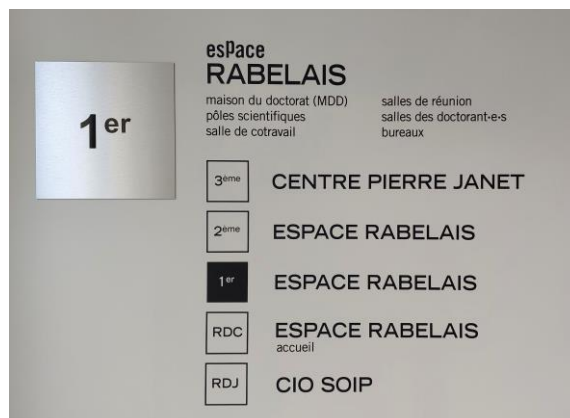 1er
espace
RABELAIS
maison du doctorat (MDD)
pôles scientifiques
salle de cotravail
salles de réunion
salles des doctorant·e·s
bureaux
3ème CENTRE PIERRE JANET
2ème ESPACE RABELAIS
1er ESPACE RABELAIS
RDC ESPACE RABELAIS
accueil
RDJ CIO SOIP